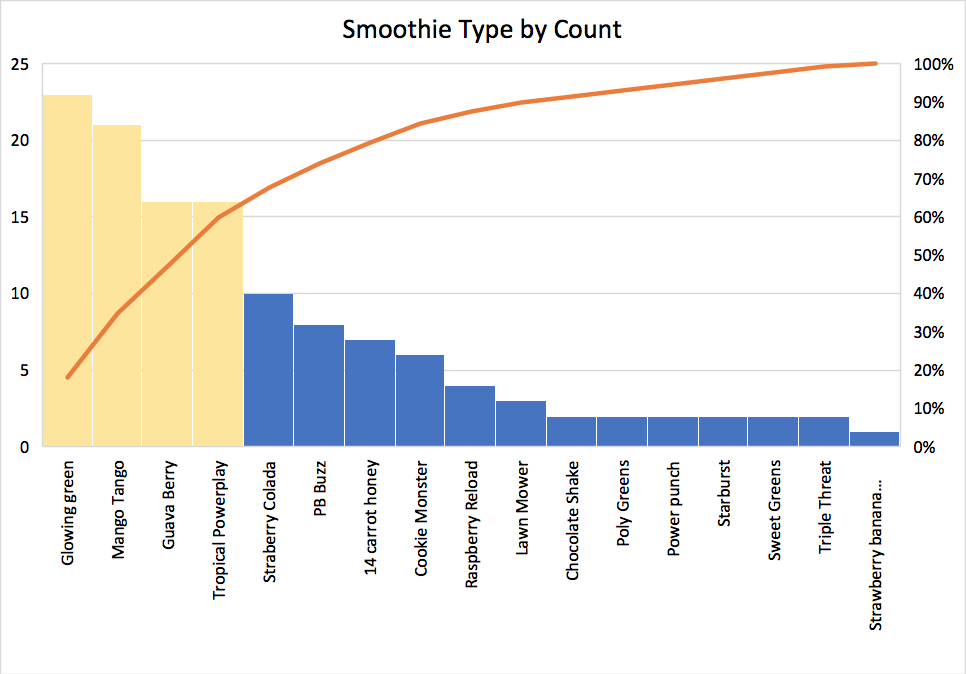 Smoothie Type by Count
25
20
15
10
5
0
100%
90%
80%
70%
60%
50%
40%
30%
20%
10%
0%
Glowing green
Mango Tango
Guava Berry
Tropical Powerplay
Straberry Colada
PB Buzz
14 carrot honey
Cookie Monster
Raspberry Reload
Lawn Mower
Chocolate Shake
Poly Greens
Power punch
Starburst
Sweet Greens
Triple Threat
Strawberry banana...